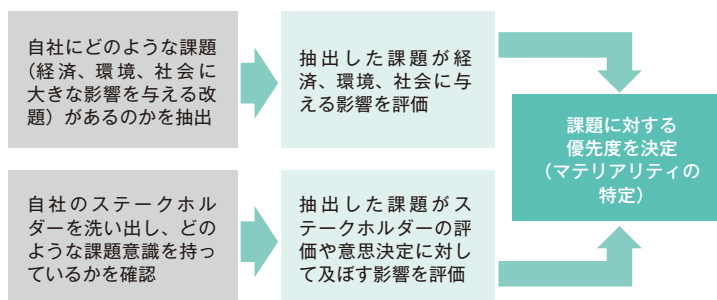 自社にどのような課題
（経済、環境、社会に
大きな影響を与える改
題）があるのかを抽出
抽出した課題が経
済、環境、社会に与
える影響を評価
課題に対する
優先度を決定
（マテリアリティの
特定）
自社のステークホル
ダーを洗い出し、どの
ような課題意識を持っ
ているかを確認
抽出した課題がス
テークホルダーの評
価や意思決定に対し
て及ぼす影響を評価